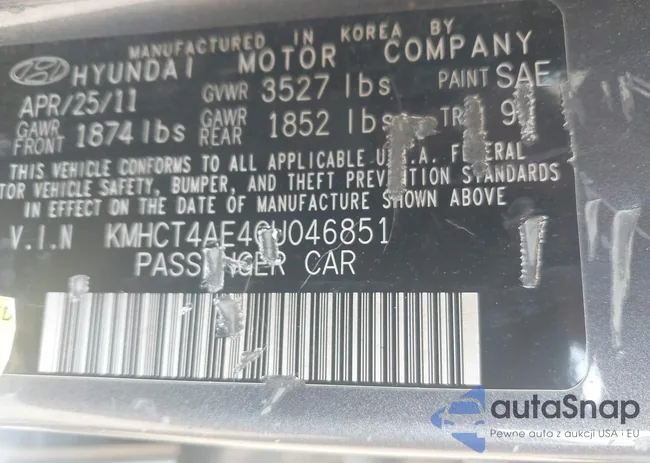 MANUFACTURED IN KOREA BY
HYUNDAI MOTOR COMPANY
APR/25/11 GVWR 3527 lbs PAINT SAE
GAWR FRONT 1874 lbs GAWR REAR 1852 lbs
THIS VEHICLE CONFORMS TO ALL APPLICABLE U.S.A. FEDERAL
TOR VEHICLE SAFETY, BUMPER, AND THEFT PREVENTION STANDARDS
IN EFFECT ON THE DATE OF MANUFACTURE SHOWN ABOVE
V.I.N KMHCT4AE4CU046851
PASSENGER CAR
autaSnap
Pewne auta z aukcji USA i EU